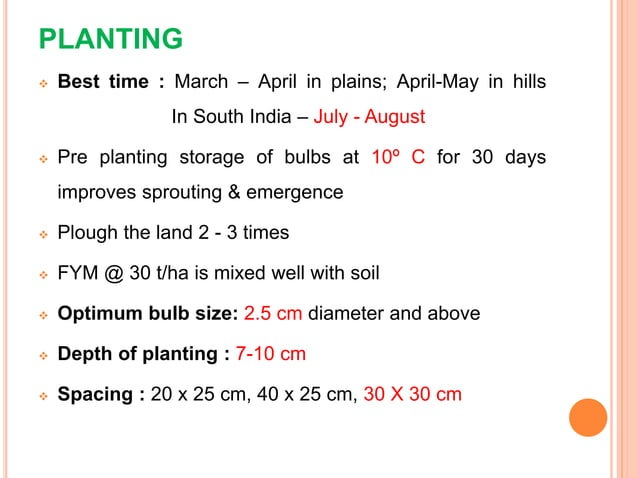 PLANTING
Best time : March – April in plains; April-May in hills
In South India – July - August
Pre planting storage of bulbs at 10º C for 30 days
improves sprouting & emergence
Plough the land 2 - 3 times
FYM @ 30 t/ha is mixed well with soil
Optimum bulb size: 2.5 cm diameter and above
Depth of planting : 7-10 cm
Spacing : 20 x 25 cm, 40 x 25 cm, 30 X 30 cm